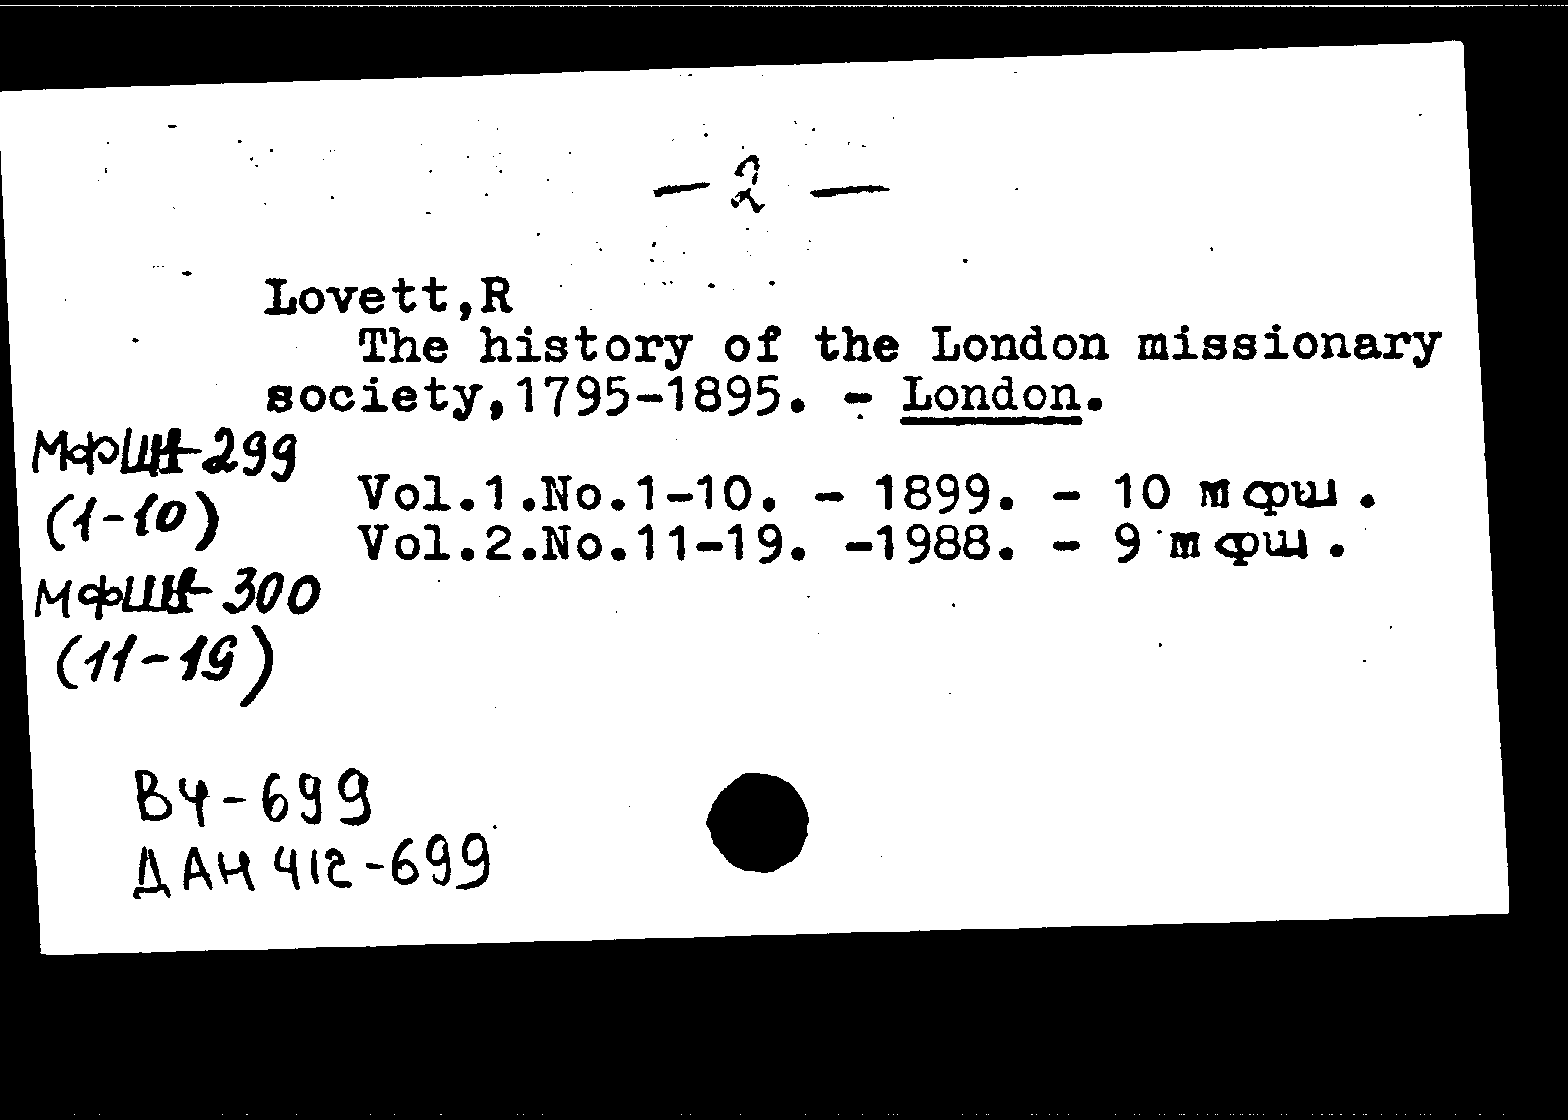 — 2 —
Lovett,R
The history of the London missionary
society,1795-1895. - London.
Vol.1.No.1-10. - 1899. - 10 мфш.
Vol.2.No.11-19. -1988. - 9 мфш.
299
(1-10)
300
(11-19)
ВЧ-699
ДАН 412-699